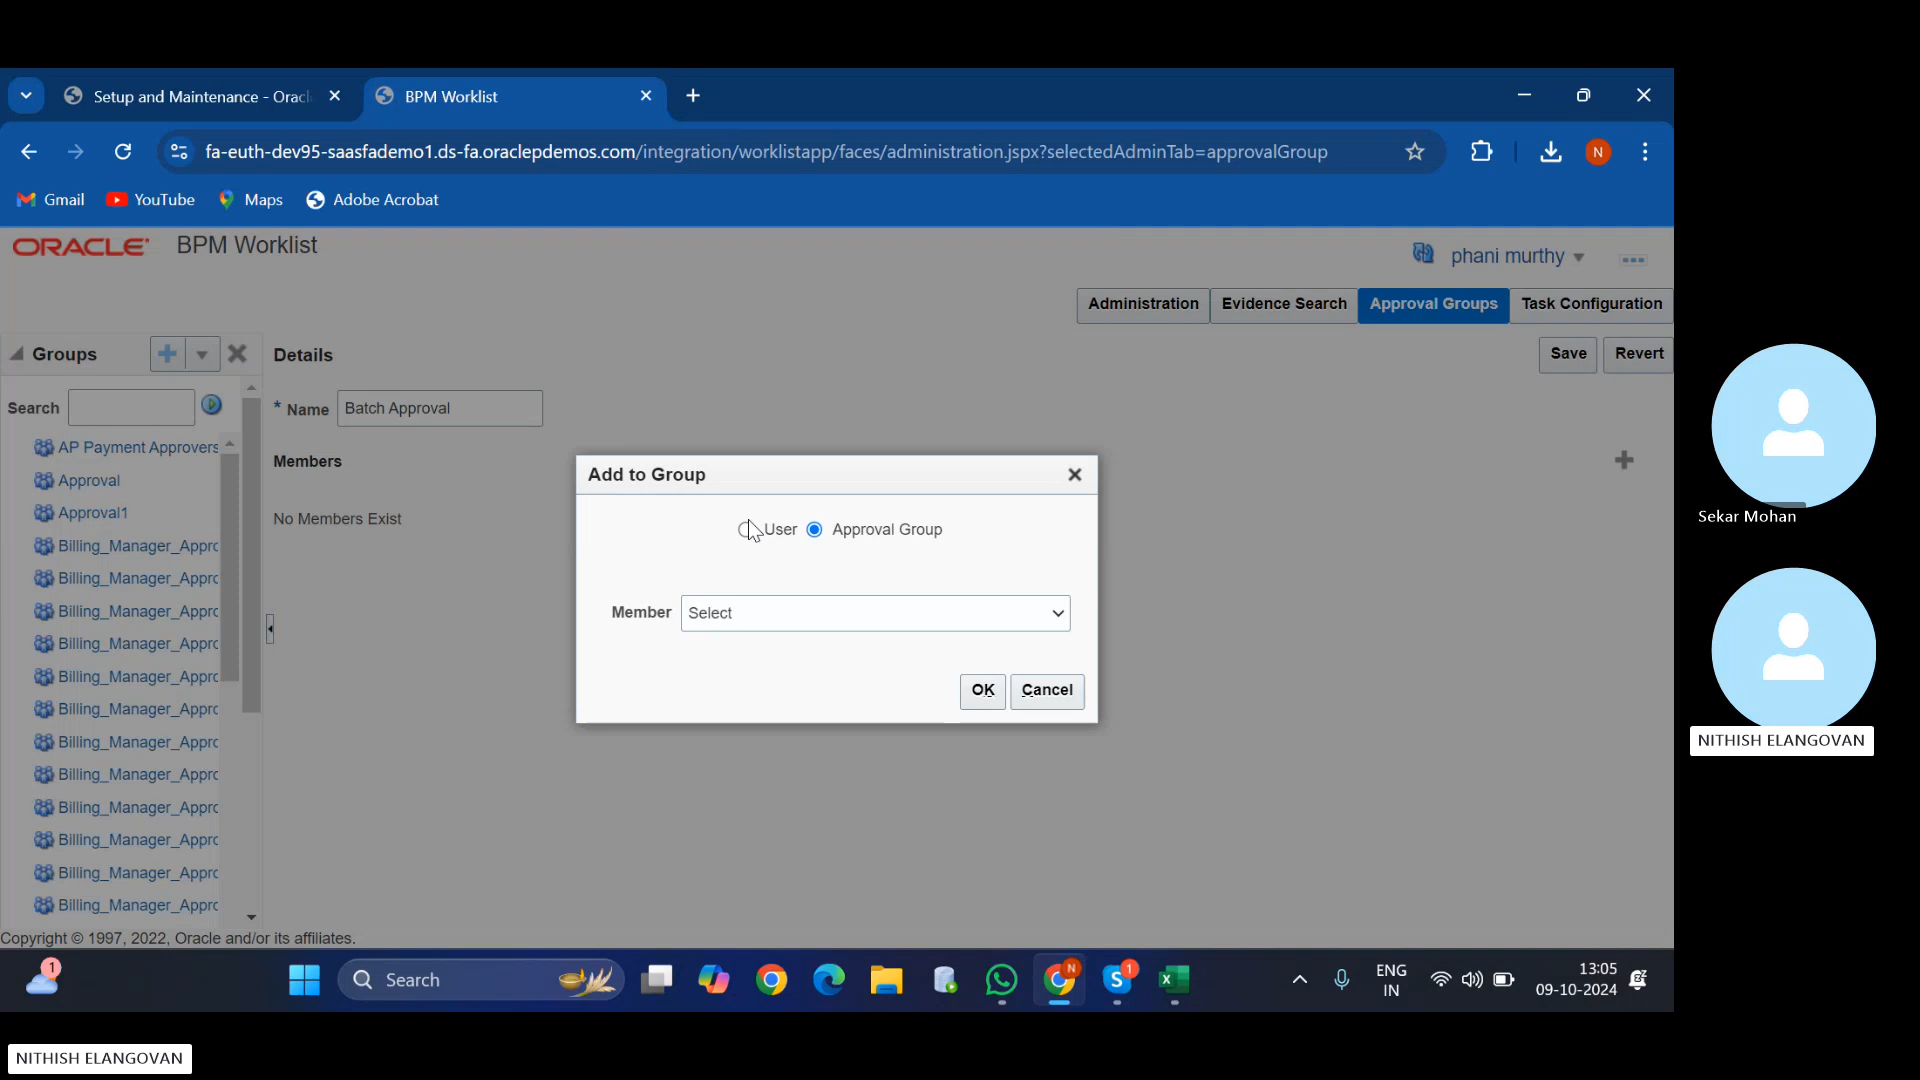 Setup and Maintenance - Oracl
BPM Worklist
fa-euth-dev95-saasfademo1.ds-fa.oraclepdemos.com/integration/worklistapp/faces/administration.jspx?selectedAdminTab=approvalGroup
N
Gmail
YouTube
Maps
Adobe Acrobat
ORACLE
BPM Worklist
phani murthy
Administration
Evidence Search
Approval Groups
Task Configuration
Groups
Details
Save
Revert
Search
* Name
Batch Approval
AP Payment Approvers
Approval
Approval1
Billing_Manager_Appro
Billing_Manager_Appro
Billing_Manager_Appro
Billing_Manager_Appro
Billing_Manager_Appro
Billing_Manager_Appro
Billing_Manager_Appro
Billing_Manager_Appro
Billing_Manager_Appro
Billing_Manager_Appro
Billing_Manager_Appro
Billing_Manager_Appro
Members
No Members Exist
Add to Group
User
Approval Group
Member
Select
OK
Cancel
Copyright © 1997, 2022, Oracle and/or its affiliates.
1
Search
N
S
1
X
ENG
IN
13:05
09-10-2024
Sekar Mohan
NITHISH ELANGOVAN
NITHISH ELANGOVAN